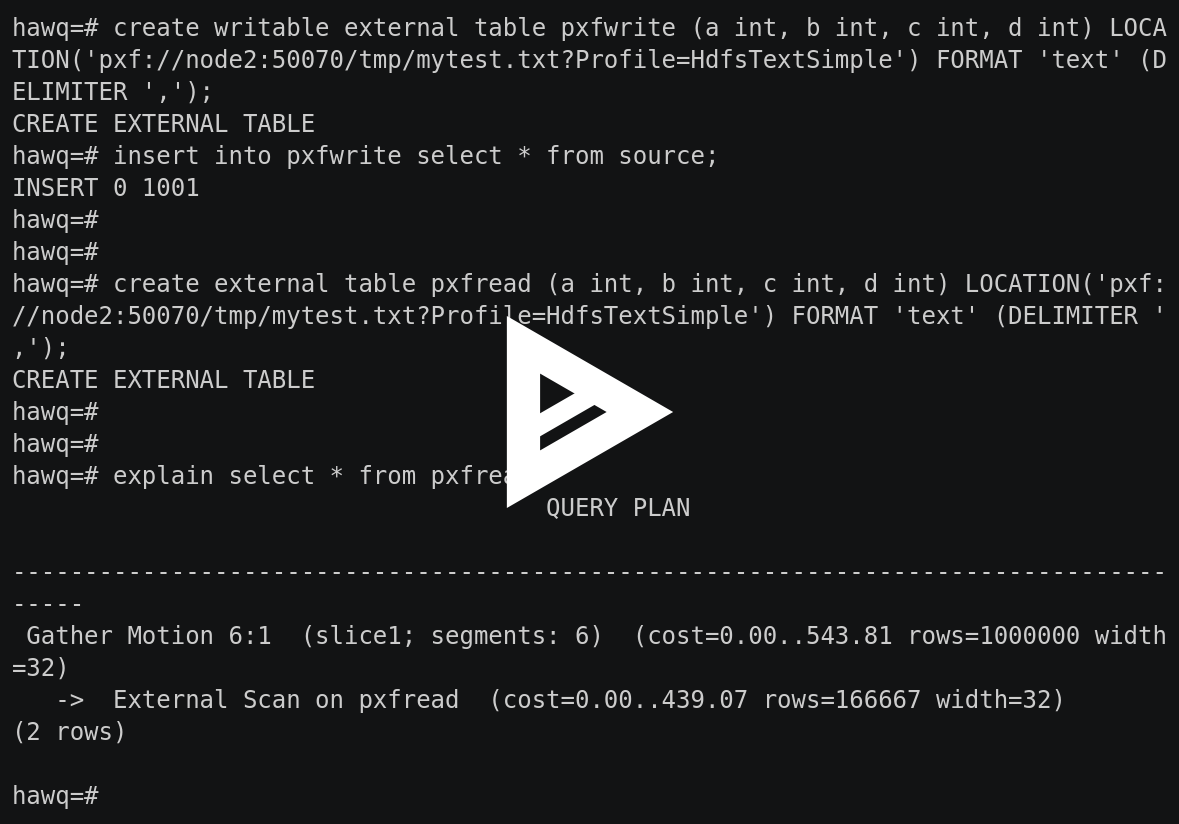 hawq=# create writable external table pxfwrite (a int, b int, c int, d int) LOCA
TION('pxf://node2:50070/tmp/mytest.txt?Profile=HdfsTextSimple') FORMAT 'text' (D
ELIMITER ',');
CREATE EXTERNAL TABLE
hawq=# insert into pxfwrite select * from source;
INSERT 0 1001
hawq=#
hawq=#
hawq=# create external table pxfread (a int, b int, c int, d int) LOCATION('pxf:
//node2:50070/tmp/mytest.txt?Profile=HdfsTextSimple') FORMAT 'text' (DELIMITER '
,');
CREATE EXTERNAL TABLE
hawq=#
hawq=#
hawq=# explain select * from
QUERY PLAN
--------------------------------------------------------------------------------
-----
 Gather Motion 6:1  (slice1; segments: 6)  (cost=0.00..543.81 rows=1000000 width
=32)
   ->  External Scan on pxfread  (cost=0.00..439.07 rows=166667 width=32)
(2 rows)
hawq=#